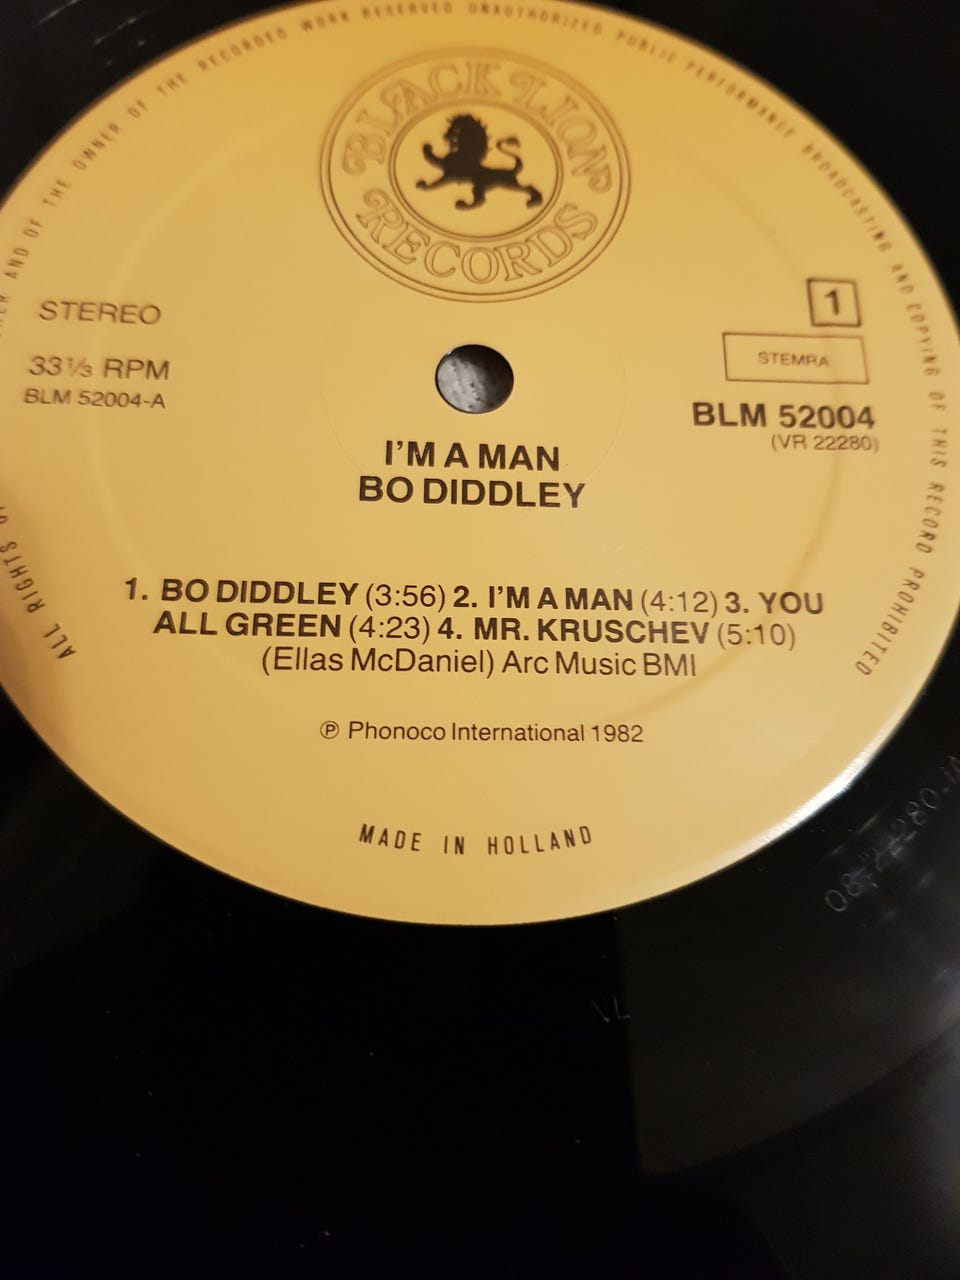 AND OF THE OWNER OF THE RECORDED WORK RESERVED UNAUTHORIZED PUBLIC PERFORMANCE BROADCASTING AND COPYING OF THIS RECORD PROHIBITED
BLACK LION
RECORDS
STEREO
1
33⅓ RPM
STEMRA
BLM 52004-A
BLM 52004
(VR 22280)
I'M A MAN
BO DIDDLEY
1. BO DIDDLEY (3:56) 2. I'M A MAN (4:12) 3. YOU
ALL GREEN (4:23) 4. MR. KRUSCHEV (5:10)
(Ellas McDaniel) Arc Music BMI
ALL RIGHTS
℗ Phonoco International 1982
MADE IN HOLLAND